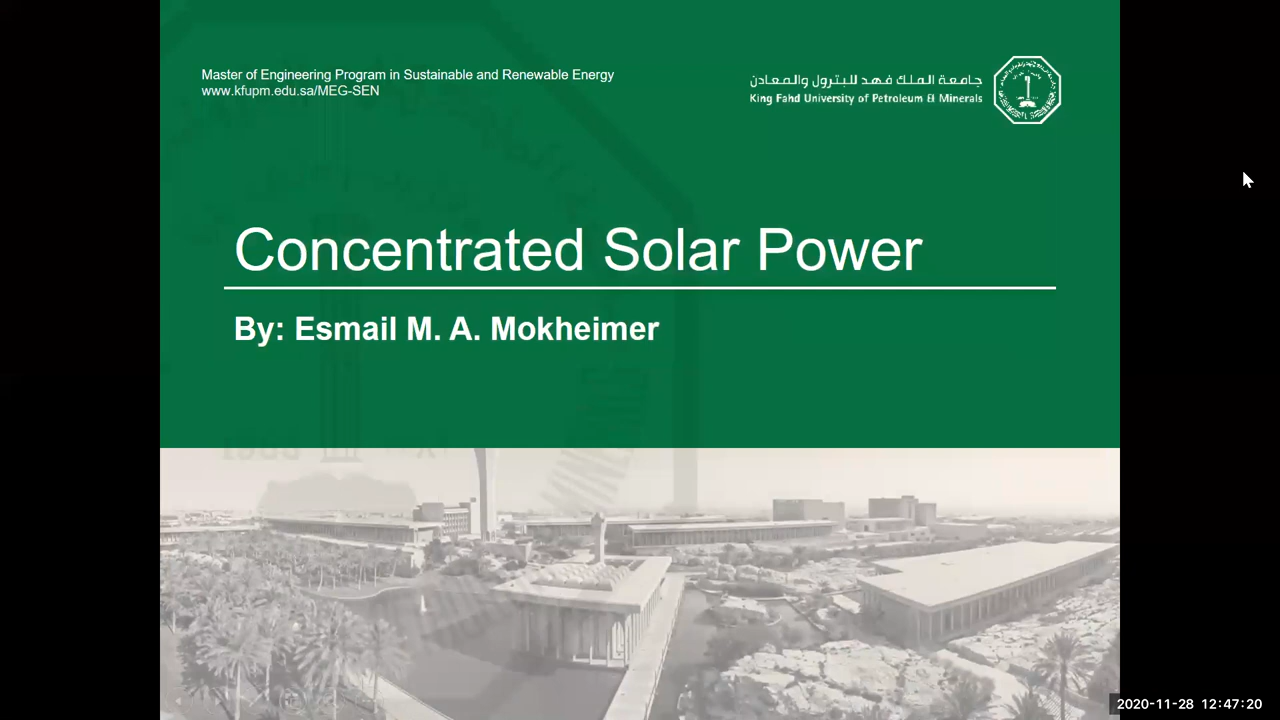 Master of Engineering Program in Sustainable and Renewable Energy
www.kfupm.edu.sa/MEG-SEN
جامعة الملك فهد للبترول والمعادن
King Fahd University of Petroleum & Minerals
Concentrated Solar Power
By: Esmail M. A. Mokheimer
2020-11-28 12:47:20